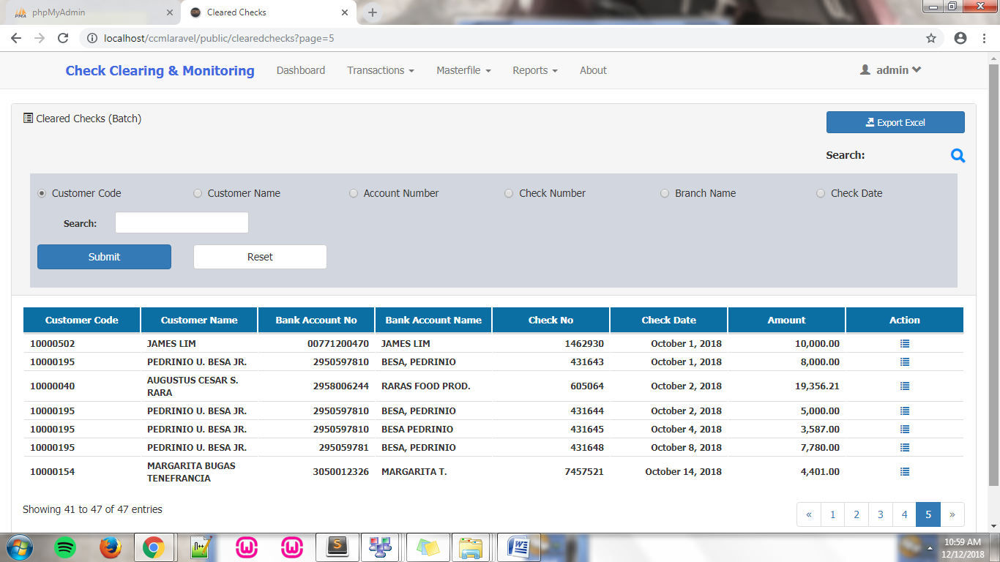 phpMyAdmin
Cleared Checks
localhost/ccmlaravel/public/clearedchecks?page=5
Check Clearing & Monitoring Dashboard Transactions Masterfile Reports About admin
Cleared Checks (Batch)
Export Excel
Search:
Customer Code Customer Name Account Number Check Number Branch Name Check Date
Search:
Submit Reset
Customer Code Customer Name Bank Account No Bank Account Name Check No Check Date Amount Action
10000502 JAMES LIM 00771200470 JAMES LIM 1462930 October 1, 2018 10,000.00
10000195 PEDRINIO U. BESA JR. 2950597810 BESA, PEDRINIO 431643 October 1, 2018 8,000.00
10000040 AUGUSTUS CESAR S. 2958006244 RARAS FOOD PROD. 605064 October 2, 2018 19,356.21
RARA
10000195 PEDRINIO U. BESA JR. 2950597810 BESA, PEDRINIO 431644 October 2, 2018 5,000.00
10000195 PEDRINIO U. BESA JR. 2950597810 BESA PEDRINIO 431645 October 4, 2018 3,587.00
10000195 PEDRINIO U. BESA JR. 295059781 BESA, PEDRINIO 431648 October 8, 2018 7,780.00
10000154 MARGARITA BUGAS 3050012326 MARGARITA T. 7457521 October 14, 2018 4,401.00
TENEFRANCIA
Showing 41 to 47 of 47 entries
« 1 2 3 4 5 »
10:59 AM
12/12/2018